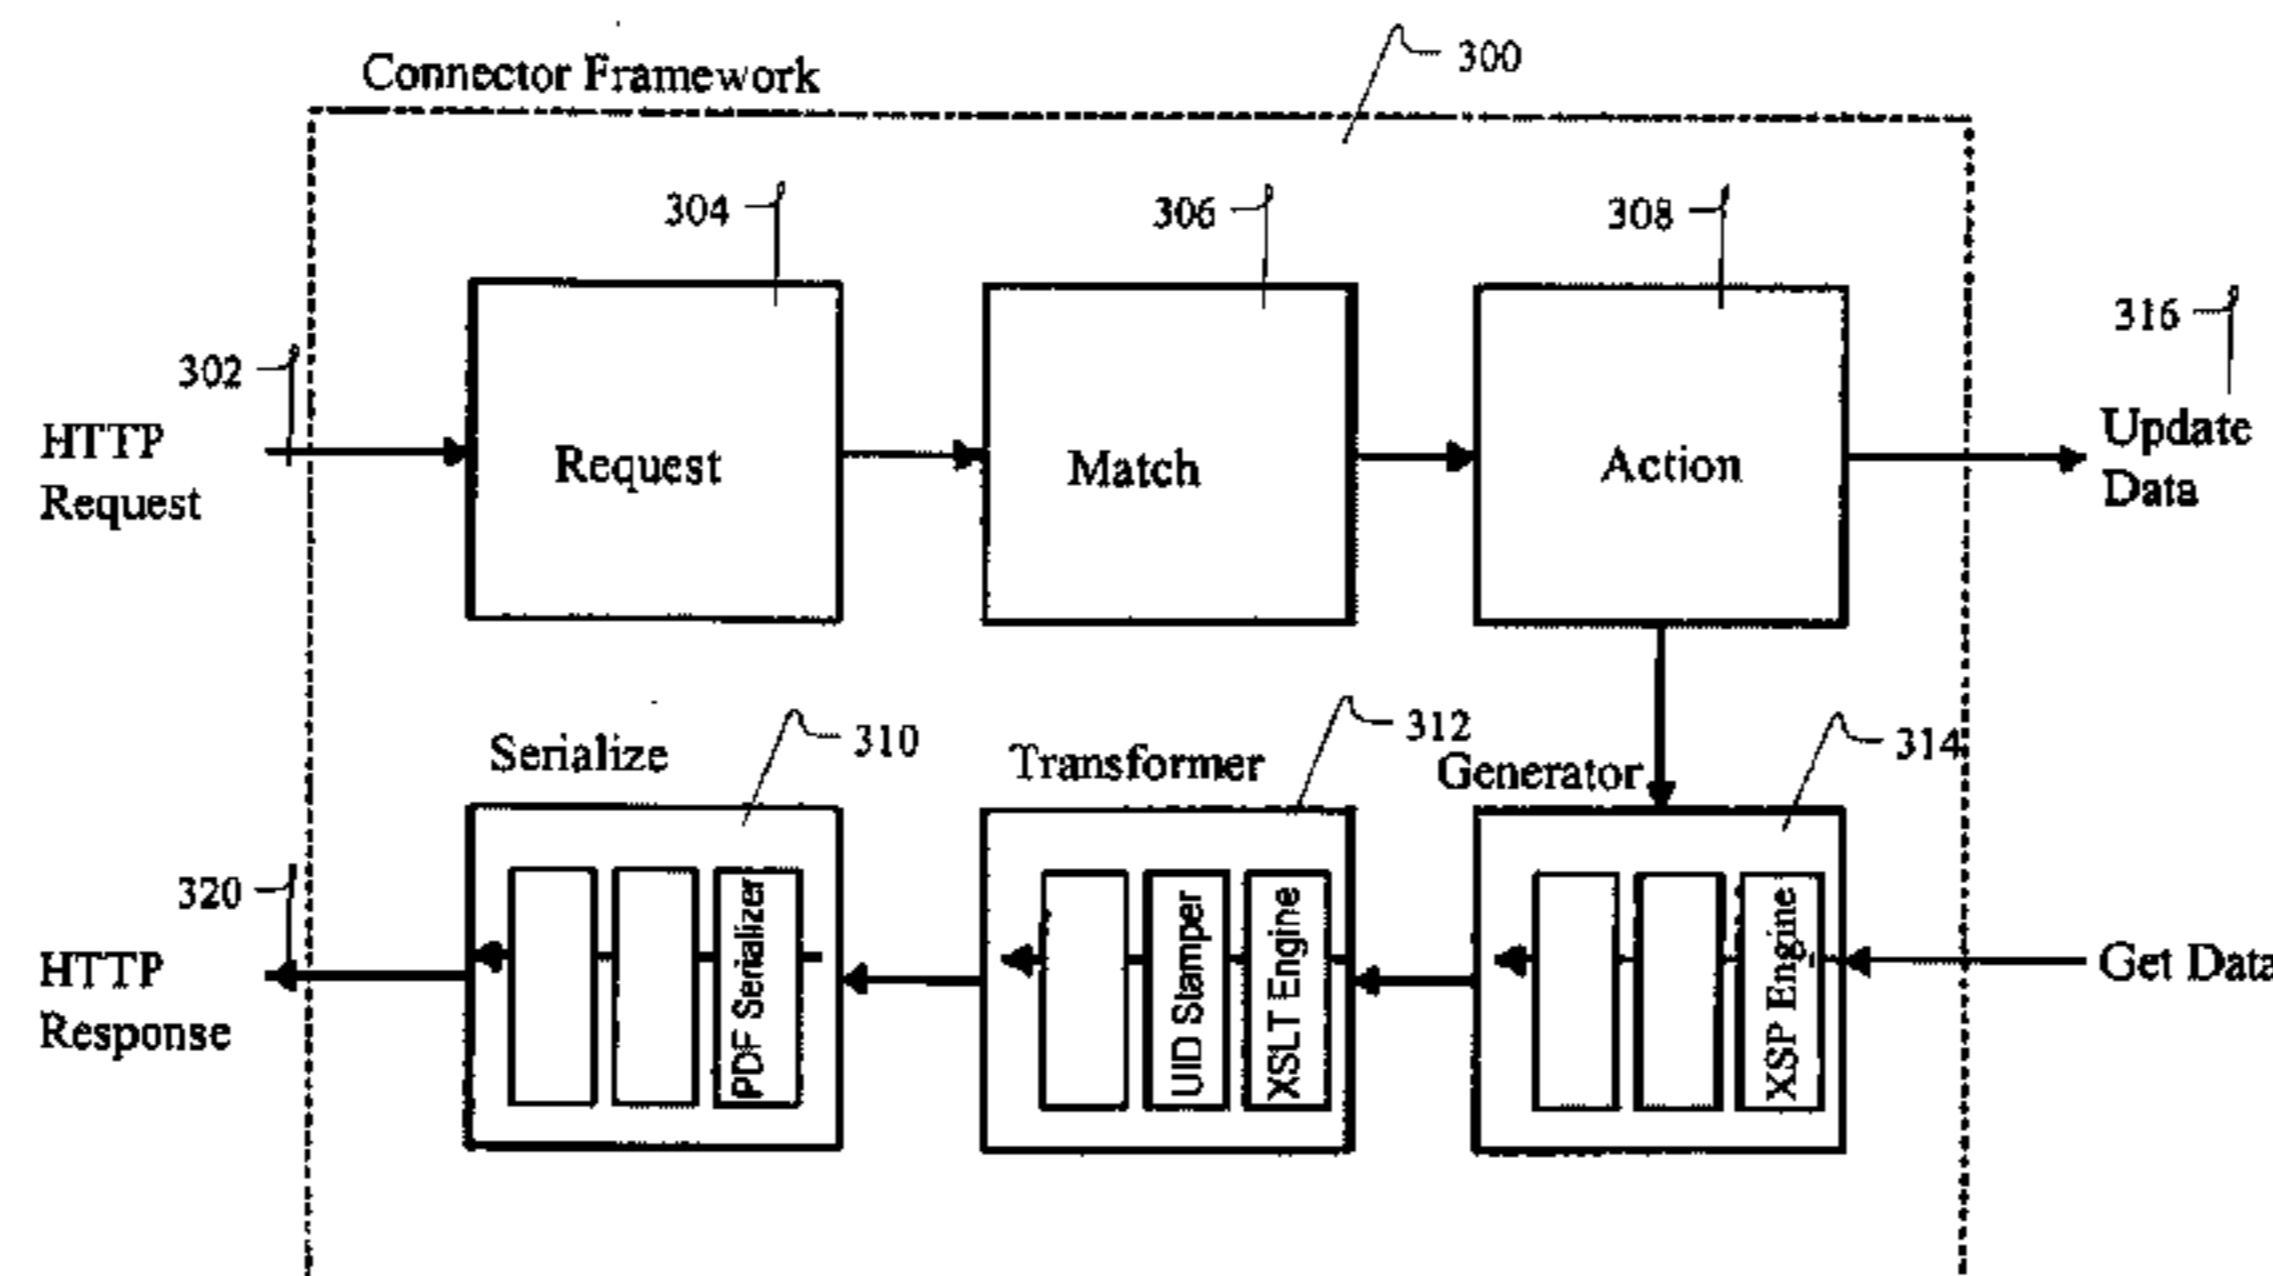 Connector Framework
300
304
306
308
316
302
HTTP
Request
Request
Match
Action
Update
Data
Serialize
310
Transformer
312
Generator
314
320
HTTP
Response
PDF Serializer
UID Stamper
XSLT Engine
XSP Engine
Get Data